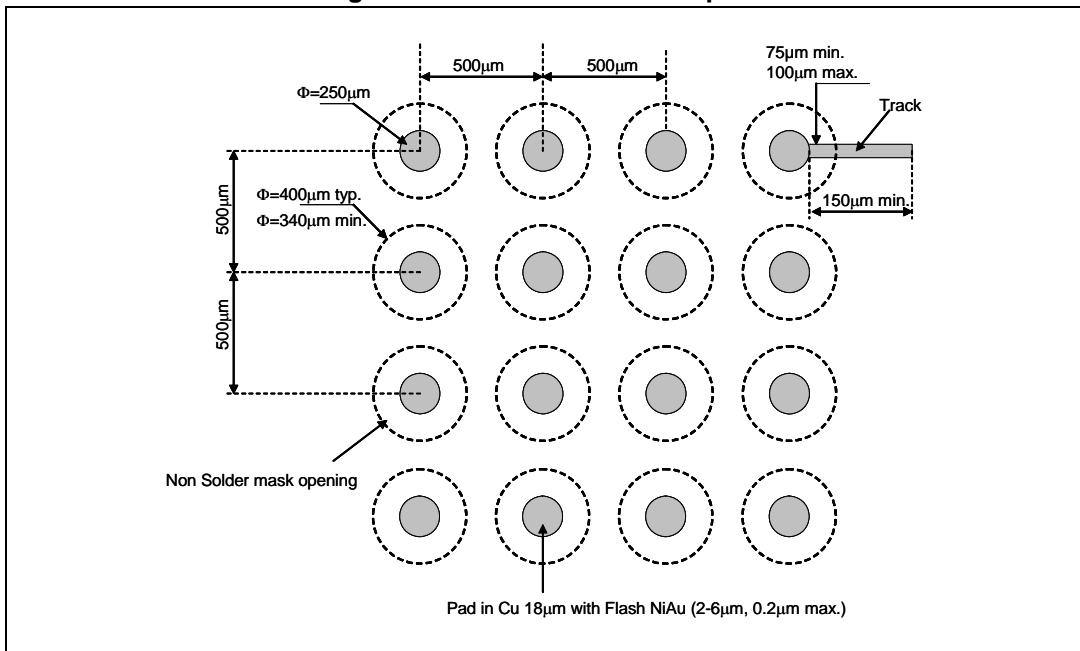 500µm
500µm
75µm min.
100µm max.
Φ=250µm
Track
500µm
Φ=400µm typ.
Φ=340µm min.
150µm min.
500µm
Non Solder mask opening
Pad in Cu 18µm with Flash NiAu (2-6µm, 0.2µm max.)